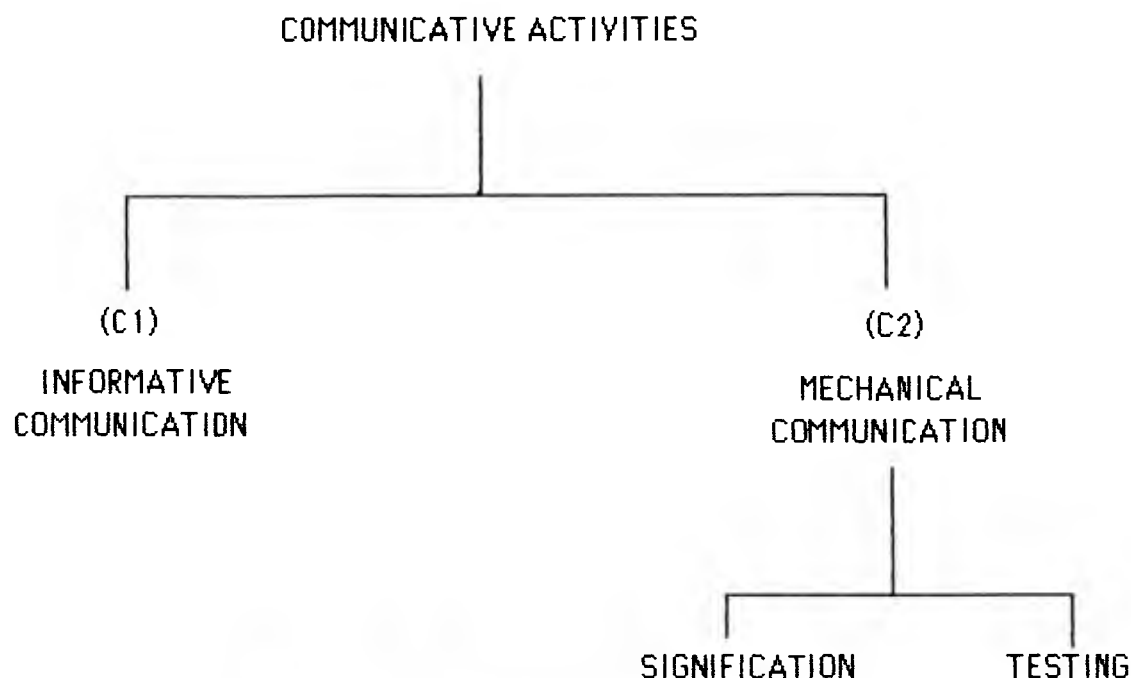 COMMUNICATIVE ACTIVITIES
(C1)
INFORMATIVE
COMMUNICATION
(C2)
MECHANICAL
COMMUNICATION
SIGNIFICATION
TESTING